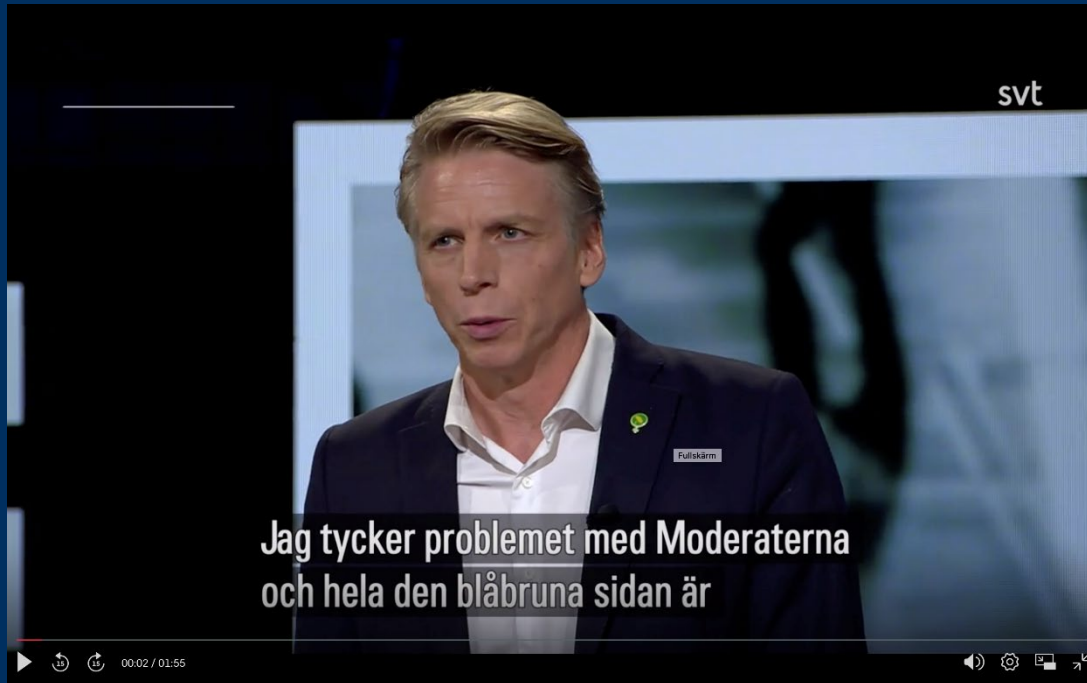 svt
Fullskärm
Jag tycker problemet med Moderaterna
och hela den blåbruna sidan är
15 15 00:02 / 01:55